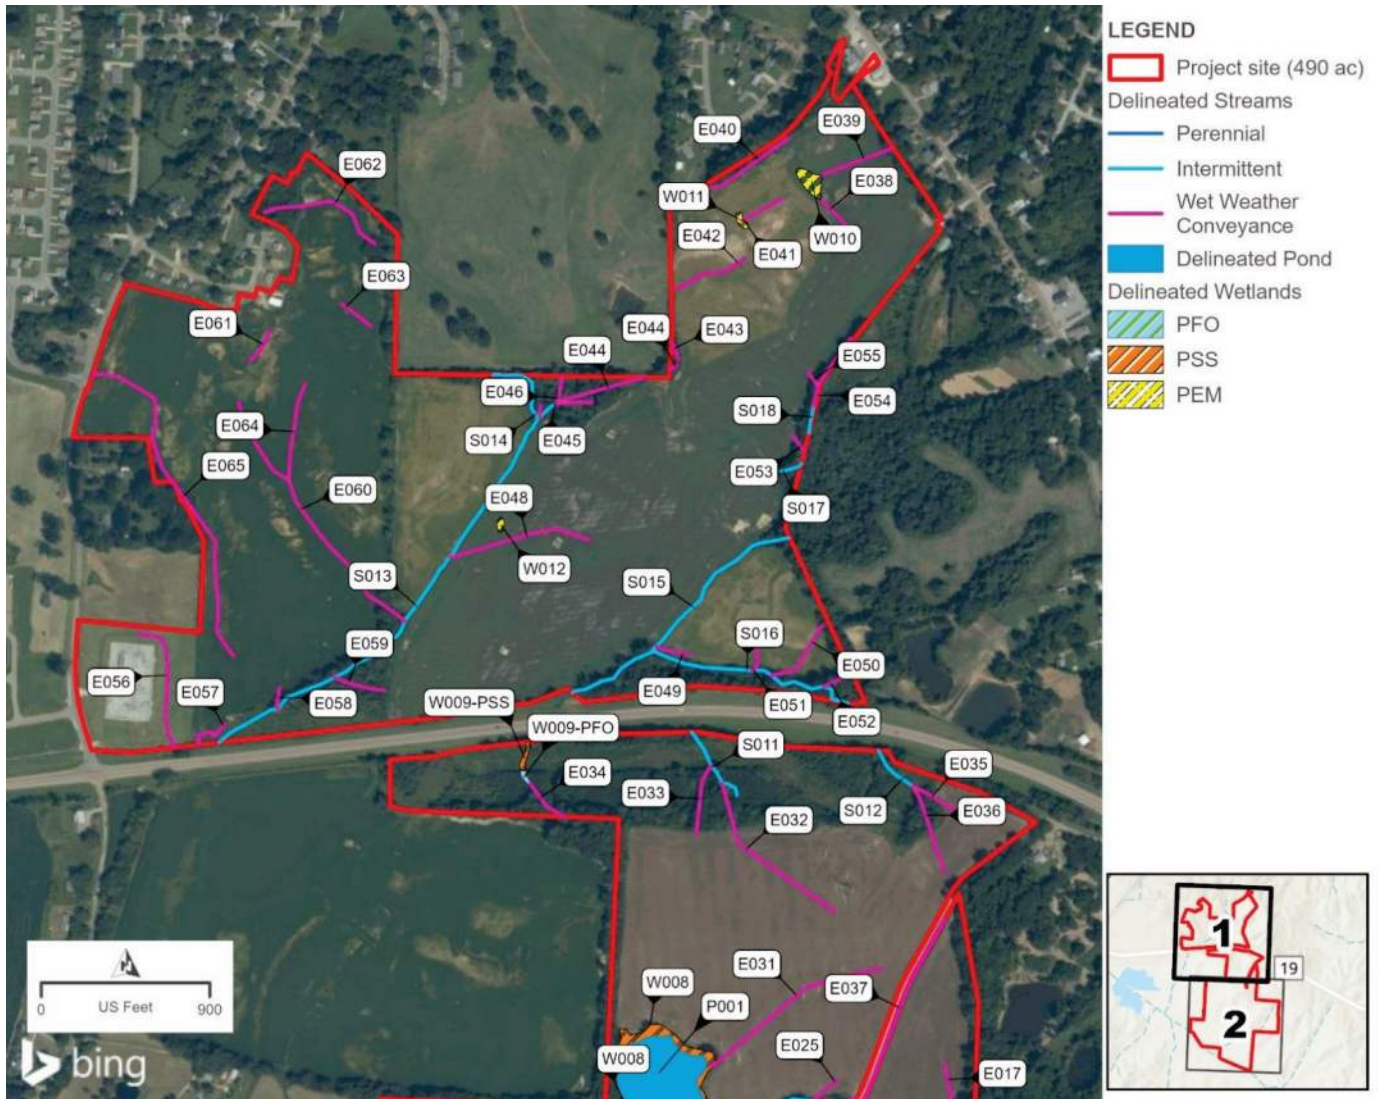 LEGEND
Project site (490 ac)
Delineated Streams
Perennial
Intermittent
Wet Weather
Conveyance
Delineated Pond
Delineated Wetlands
PFO
PSS
PEM
E039
E040
E062
E038
W011
E042
W010
E041
E063
E061
E044
E043
E044
E055
E046
E054
S018
E064
S014
E045
E065
E053
E060
E048
S017
W012
S013
S015
S016
E059
E050
E056
E049
E057
E058
W009-PSS
E051
E052
W009-PFO
S011
E034
E035
E033
S012
E036
E032
E031
W008
E037
P001
E025
W008
E017
0
US Feet
900
bing
1
19
2